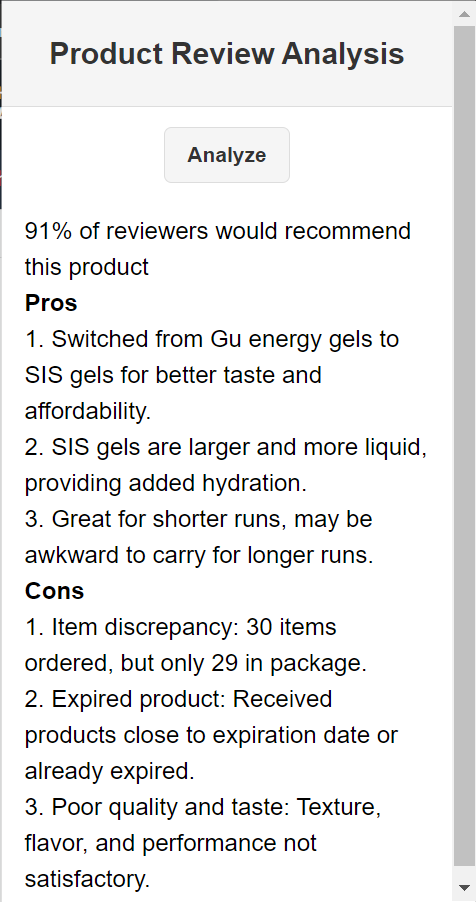 Product Review Analysis
Analyze
91% of reviewers would recommend
this product
Pros
1. Switched from Gu energy gels to
SIS gels for better taste and
affordability.
2. SIS gels are larger and more liquid,
providing added hydration.
3. Great for shorter runs, may be
awkward to carry for longer runs.
Cons
1. Item discrepancy: 30 items
ordered, but only 29 in package.
2. Expired product: Received
products close to expiration date or
already expired.
3. Poor quality and taste: Texture,
flavor, and performance not
satisfactory.